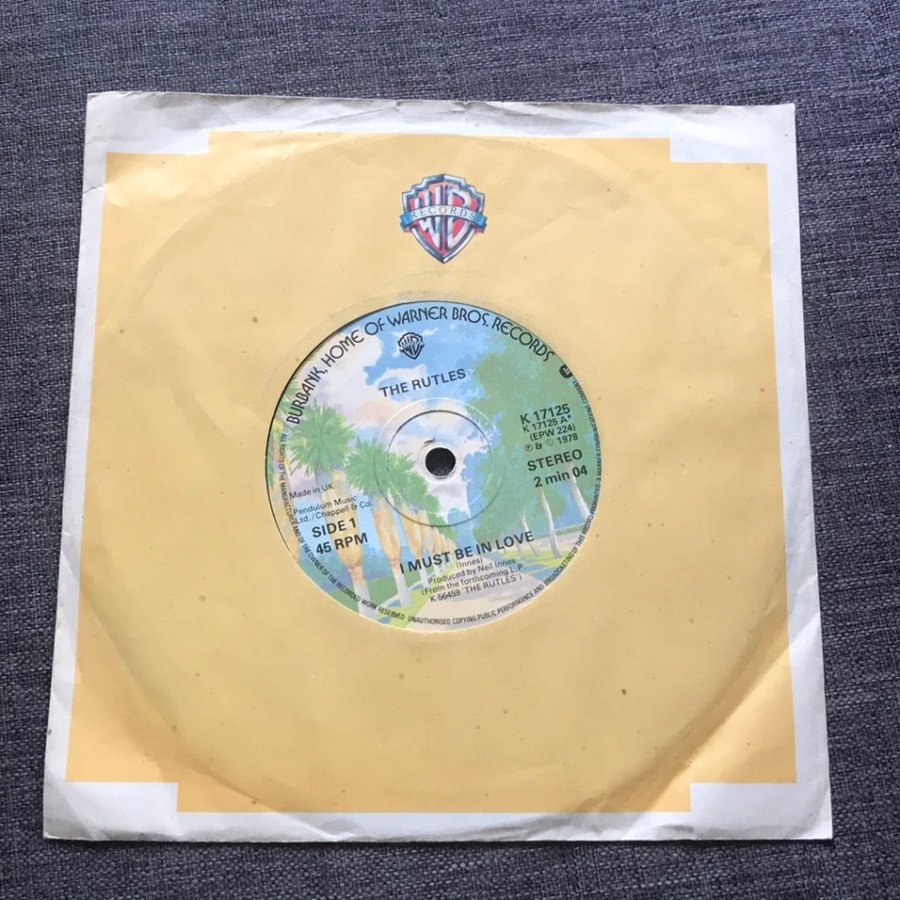 WB
RECORDS
BURBANK, HOME OF WARNER BROS. RECORDS
THE RUTLES
K 17125
K 17125 A*
(EPW 224)
℗ & © 1978
STEREO
2 min 04
Made in UK
Pendulum Music
Ltd./Chappell & Co
SIDE 1
45 RPM
I MUST BE IN LOVE
(Innes)
Produced by Neil Innes
(From the forthcoming L.P
K 56459 'THE RUTLES')
ALL RIGHTS OF THE MANUFACTURER AND OF THE OWNER OF THE RECORDED WORK RESERVED UNAUTHORISED COPYING PUBLIC PERFORMANCE AND BROADCASTING OF THIS RECORD PROHIBITED